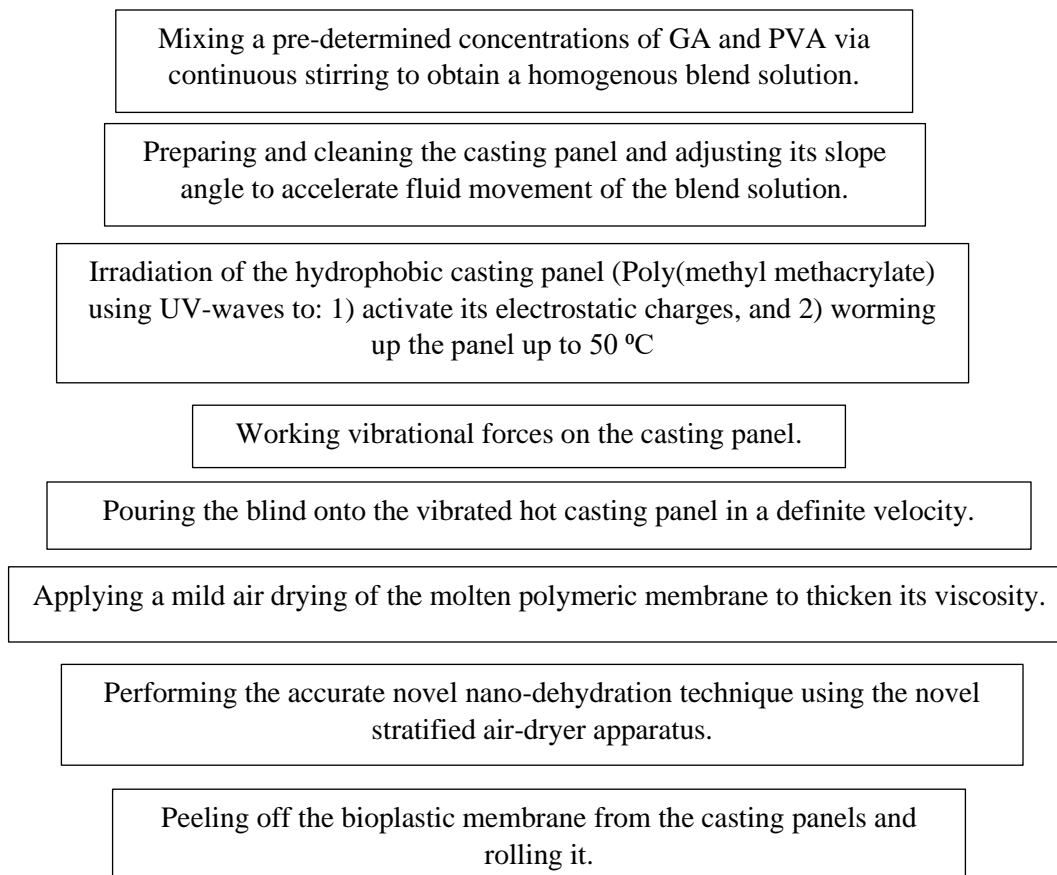 Mixing a pre-determined concentrations of GA and PVA via
continuous stirring to obtain a homogenous blend solution.
Preparing and cleaning the casting panel and adjusting its slope
angle to accelerate fluid movement of the blend solution.
Irradiation of the hydrophobic casting panel (Poly(methyl methacrylate)
using UV-waves to: 1) activate its electrostatic charges, and 2) worming
up the panel up to 50 ⁰C
Working vibrational forces on the casting panel.
Pouring the blind onto the vibrated hot casting panel in a definite velocity.
Applying a mild air drying of the molten polymeric membrane to thicken its viscosity.
Performing the accurate novel nano-dehydration technique using the novel
stratified air-dryer apparatus.
Peeling off the bioplastic membrane from the casting panels and
rolling it.